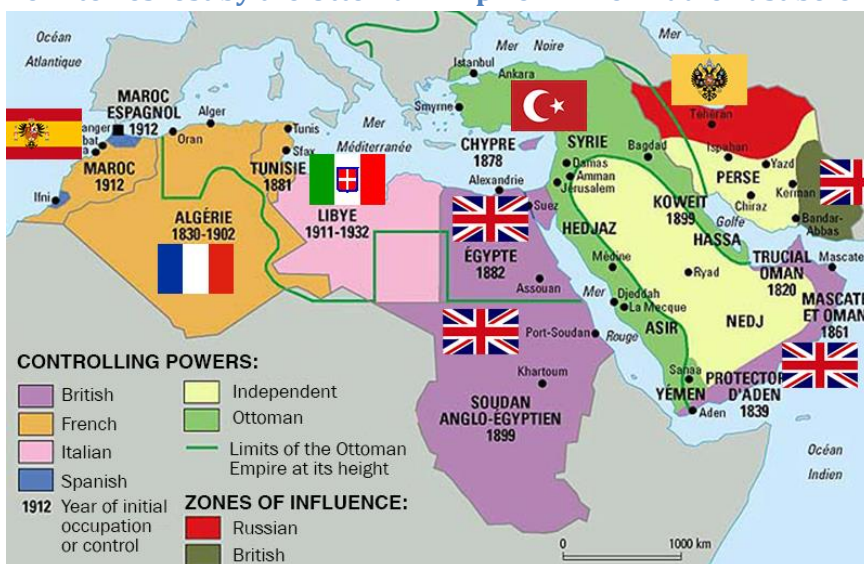 Océan
Atlantique
Mer Noire
Mer
Istanbul
Ankara
Smyrne
MAROC
ESPAGNOL
1912
Alger
Oran
Tunis
Sfax
Mer
Méditerranée
MAROC
1912
Ifni
TUNISIE
1881
ALGÉRIE
1830-1902
LIBYE
1911-1932
CHYPRE
1878
Alexandrie
Suez
SYRIE
Damas
Amman
Jérusalem
Bagdad
Téhéran
Ispahan
Yazd
PERSE
Kerman
Chiraz
Bandar-
Abbas
KOWEIT
1899
Golfe
HASSA
HEDJAZ
ÉGYPTE
1882
Assouan
Médine
Ryad
TRUCIAL
OMAN
1820
Mascate
MASCATE
ET OMAN
1861
Mer
Rouge
Djeddah
La Mecque
NEDJ
ASIR
Port-Soudan
Khartoum
SOUDAN
ANGLO-ÉGYPTIEN
1899
Sanaa
YÉMEN
Aden
PROTECTOR
D'ADEN
1839
Océan
Indien
CONTROLLING POWERS:
British
French
Italian
Spanish
1912 Year of initial
occupation
or control
Independent
Ottoman
Limits of the Ottoman
Empire at its height
ZONES OF INFLUENCE:
Russian
British
0 1000 km